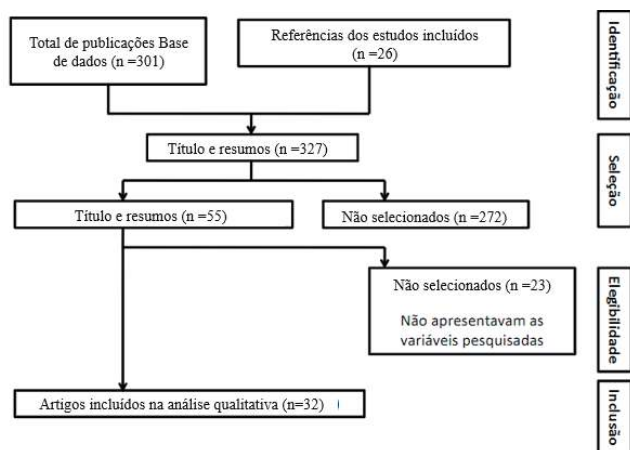 Total de publicações Base
de dados (n =301)
Referências dos estudos incluídos
(n =26)
Identificação
Título e resumos (n =327)
Seleção
Título e resumos (n =55)
Não selecionados (n =272)
Não selecionados (n =23)
Não apresentavam as
variáveis pesquisadas
Elegibilidade
Artigos incluídos na análise qualitativa (n=32)
Inclusão